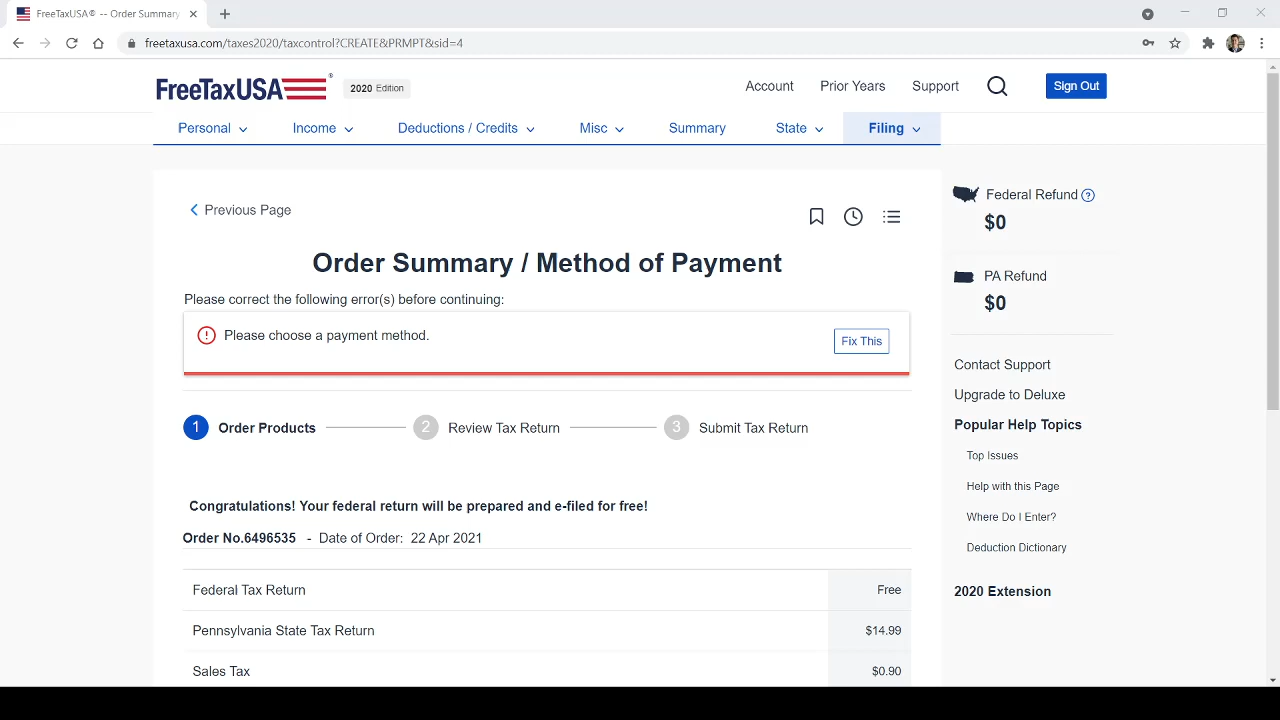 FreeTaxUSA® -- Order Summary
freetaxusa.com/taxes2020/taxcontrol?CREATE&PRMPT&sid=4
FreeTaxUSA®
2020 Edition
Account
Prior Years
Support
Sign Out
Personal
Income
Deductions / Credits
Misc
Summary
State
Filing
Previous Page
Order Summary / Method of Payment
Please correct the following error(s) before continuing:
Please choose a payment method.
Fix This
1 Order Products
2 Review Tax Return
3 Submit Tax Return
Congratulations! Your federal return will be prepared and e-filed for free!
Order No.6496535 - Date of Order: 22 Apr 2021
Federal Tax Return Free
Pennsylvania State Tax Return $14.99
Sales Tax $0.90
Federal Refund ?
$0
PA Refund
$0
Contact Support
Upgrade to Deluxe
Popular Help Topics
Top Issues
Help with this Page
Where Do I Enter?
Deduction Dictionary
2020 Extension